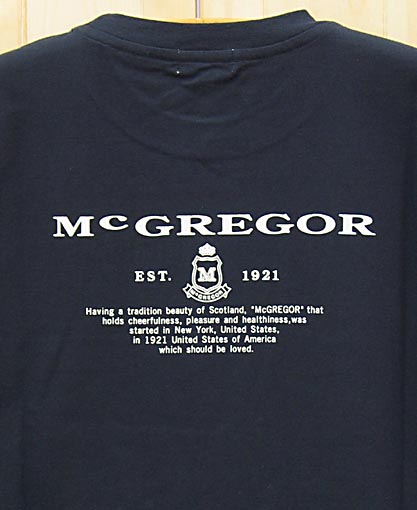 McGREGOR
EST. M 1921
McGREGOR
Having a tradition beauty of Scotland, "McGREGOR" that
holds cheerfulness, pleasure and healthiness,was
started in New York, United States,
in 1921 United States of America
which should be loved.